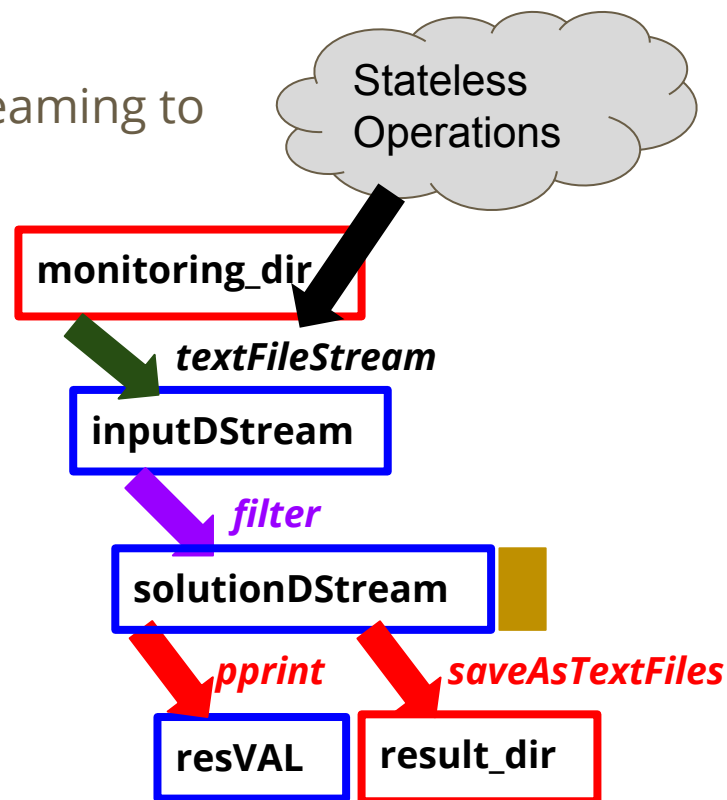 Stateless
Operations
eaming to
monitoring_dir
textFileStream
inputDStream
filter
solutionDStream
pprint
saveAsTextFiles
resVAL
result_dir